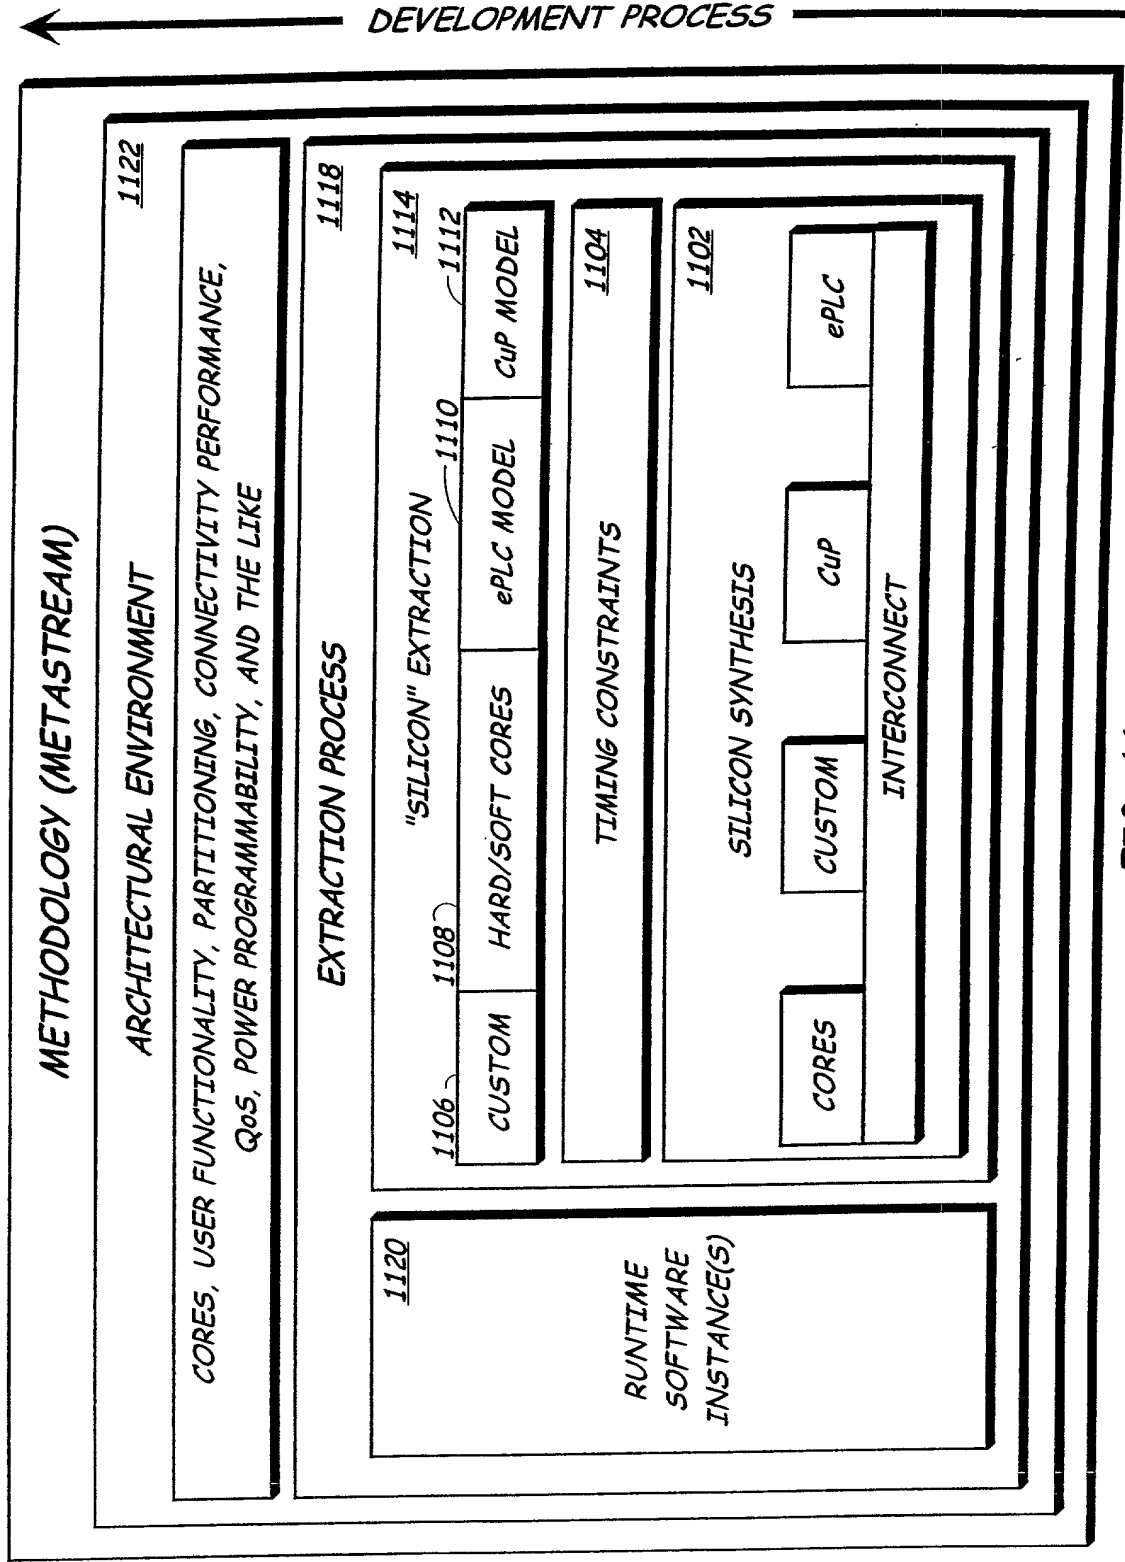 DEVELOPMENT PROCESS
METHODOLOGY (METASTREAM)
ARCHITECTURAL ENVIRONMENT
1122
CORES, USER FUNCTIONALITY, PARTITIONING, CONNECTIVITY PERFORMANCE,
QoS, POWER PROGRAMMABILITY, AND THE LIKE
EXTRACTION PROCESS
1118
"SILICON" EXTRACTION
1114
1106
1108
1110
1112
CUSTOM
HARD/SOFT CORES
ePLC MODEL
CuP MODEL
TIMING CONSTRAINTS
1104
SILICON SYNTHESIS
1102
CORES
CUSTOM
CuP
ePLC
INTERCONNECT
1120
RUNTIME
SOFTWARE
INSTANCE(S)